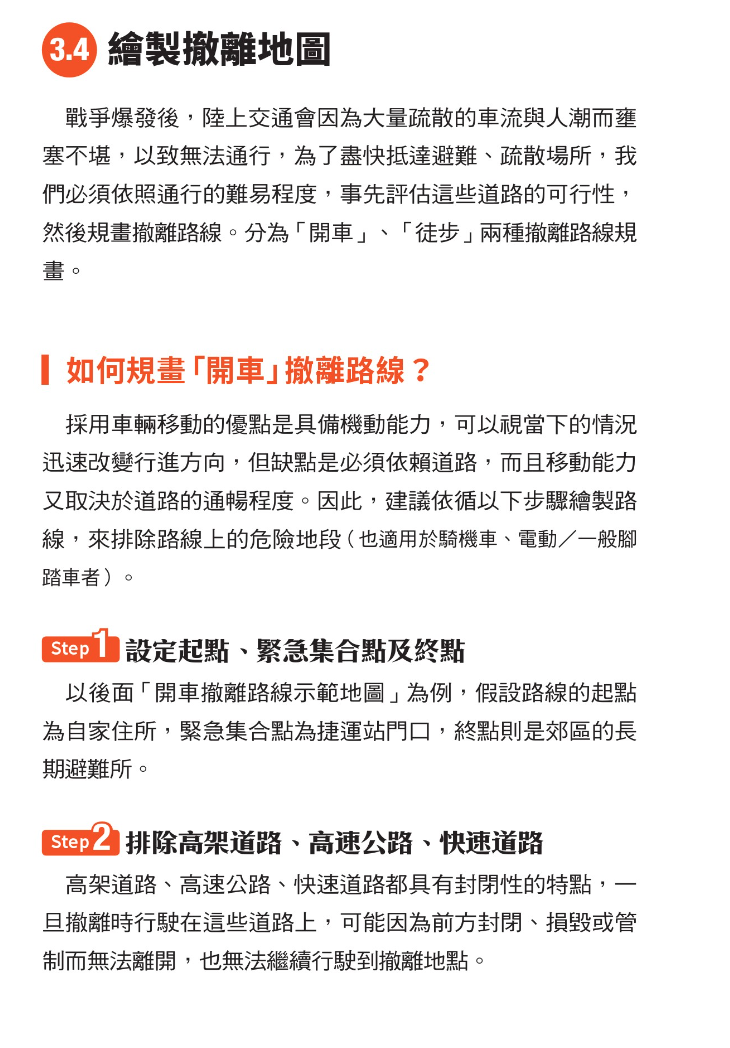 3.4 繪製撤離地圖
戰爭爆發後，陸上交通會因為大量疏散的車流與人潮而壅
塞不堪，以致無法通行，為了盡快抵達避難、疏散場所，我
們必須依照通行的難易程度，事先評估這些道路的可行性，
然後規畫撤離路線。分為「開車」、「徒步」兩種撤離路線規
畫。
如何規畫「開車」撤離路線？
採用車輛移動的優點是具備機動能力，可以視當下的情況
迅速改變行進方向，但缺點是必須依賴道路，而且移動能力
又取決於道路的通暢程度。因此，建議依循以下步驟繪製路
線，來排除路線上的危險地段（也適用於騎機車、電動／一般腳
踏車者）。
Step 1 設定起點、緊急集合點及終點
以後面「開車撤離路線示範地圖」為例，假設路線的起點
為自家住所，緊急集合點為捷運站門口，終點則是郊區的長
期避難所。
Step 2 排除高架道路、高速公路、快速道路
高架道路、高速公路、快速道路都具有封閉性的特點，一
旦撤離時行駛在這些道路上，可能因為前方封閉、損毀或管
制而無法離開，也無法繼續行駛到撤離地點。